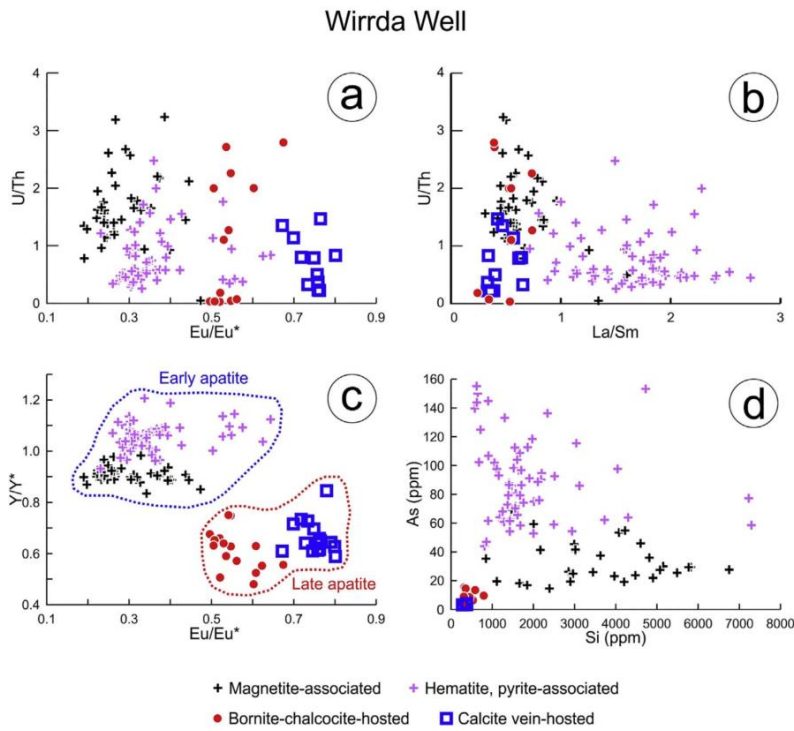 Wirrda Well
a
U/Th
4
3
2
1
0
0.1 0.3 0.5 0.7 0.9
Eu/Eu*
b
U/Th
4
3
2
1
0
0 1 2 3
La/Sm
c
Early apatite
Late apatite
Y/Y*
1.2
1.0
0.8
0.6
0.4
0.1 0.3 0.5 0.7 0.9
Eu/Eu*
d
As (ppm)
160
140
120
100
80
60
40
20
0
0 1000 2000 3000 4000 5000 6000 7000 8000
Si (ppm)
Magnetite-associated
Hematite, pyrite-associated
Bornite-chalcocite-hosted
Calcite vein-hosted